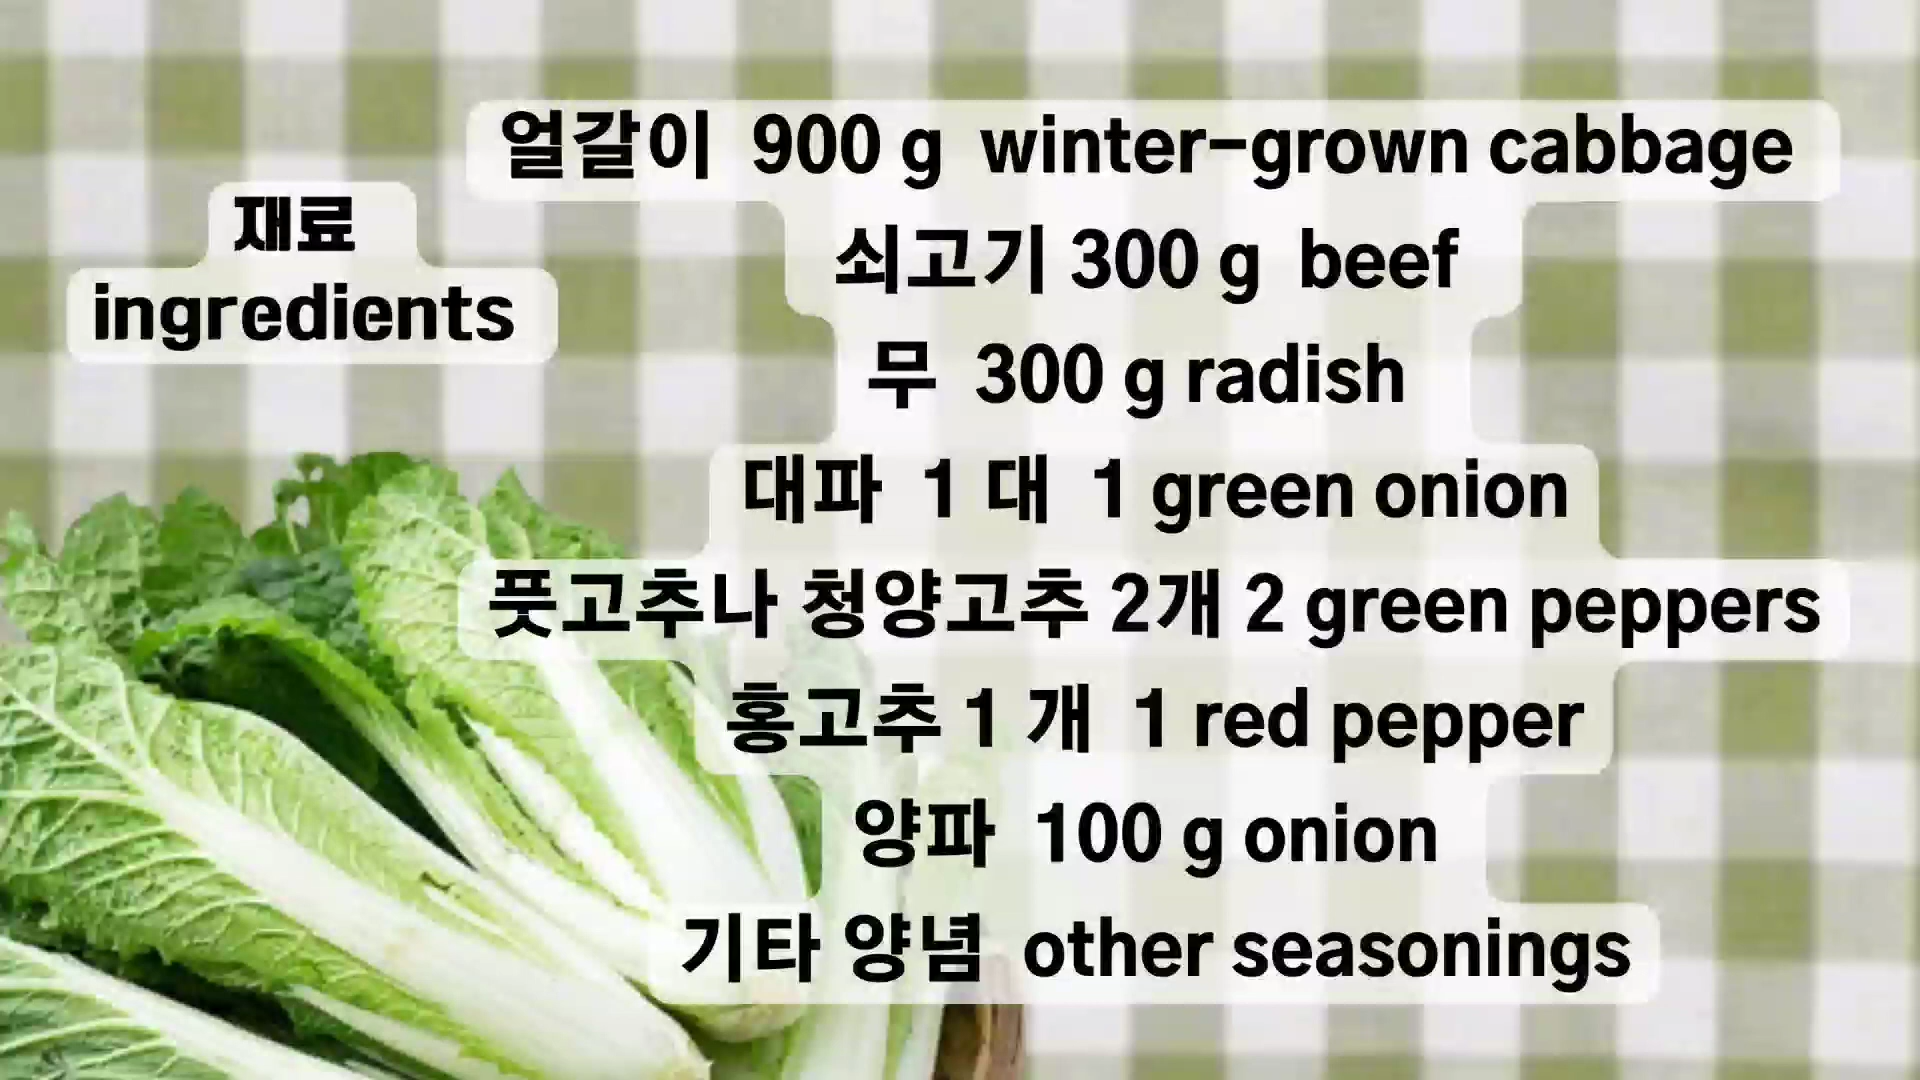 재료
ingredients
얼갈이 900 g winter-grown cabbage
쇠고기 300 g beef
무 300 g radish
대파 1 대 1 green onion
풋고추나 청양고추 2개 2 green peppers
홍고추 1 개 1 red pepper
양파 100 g onion
기타 양념 other seasonings